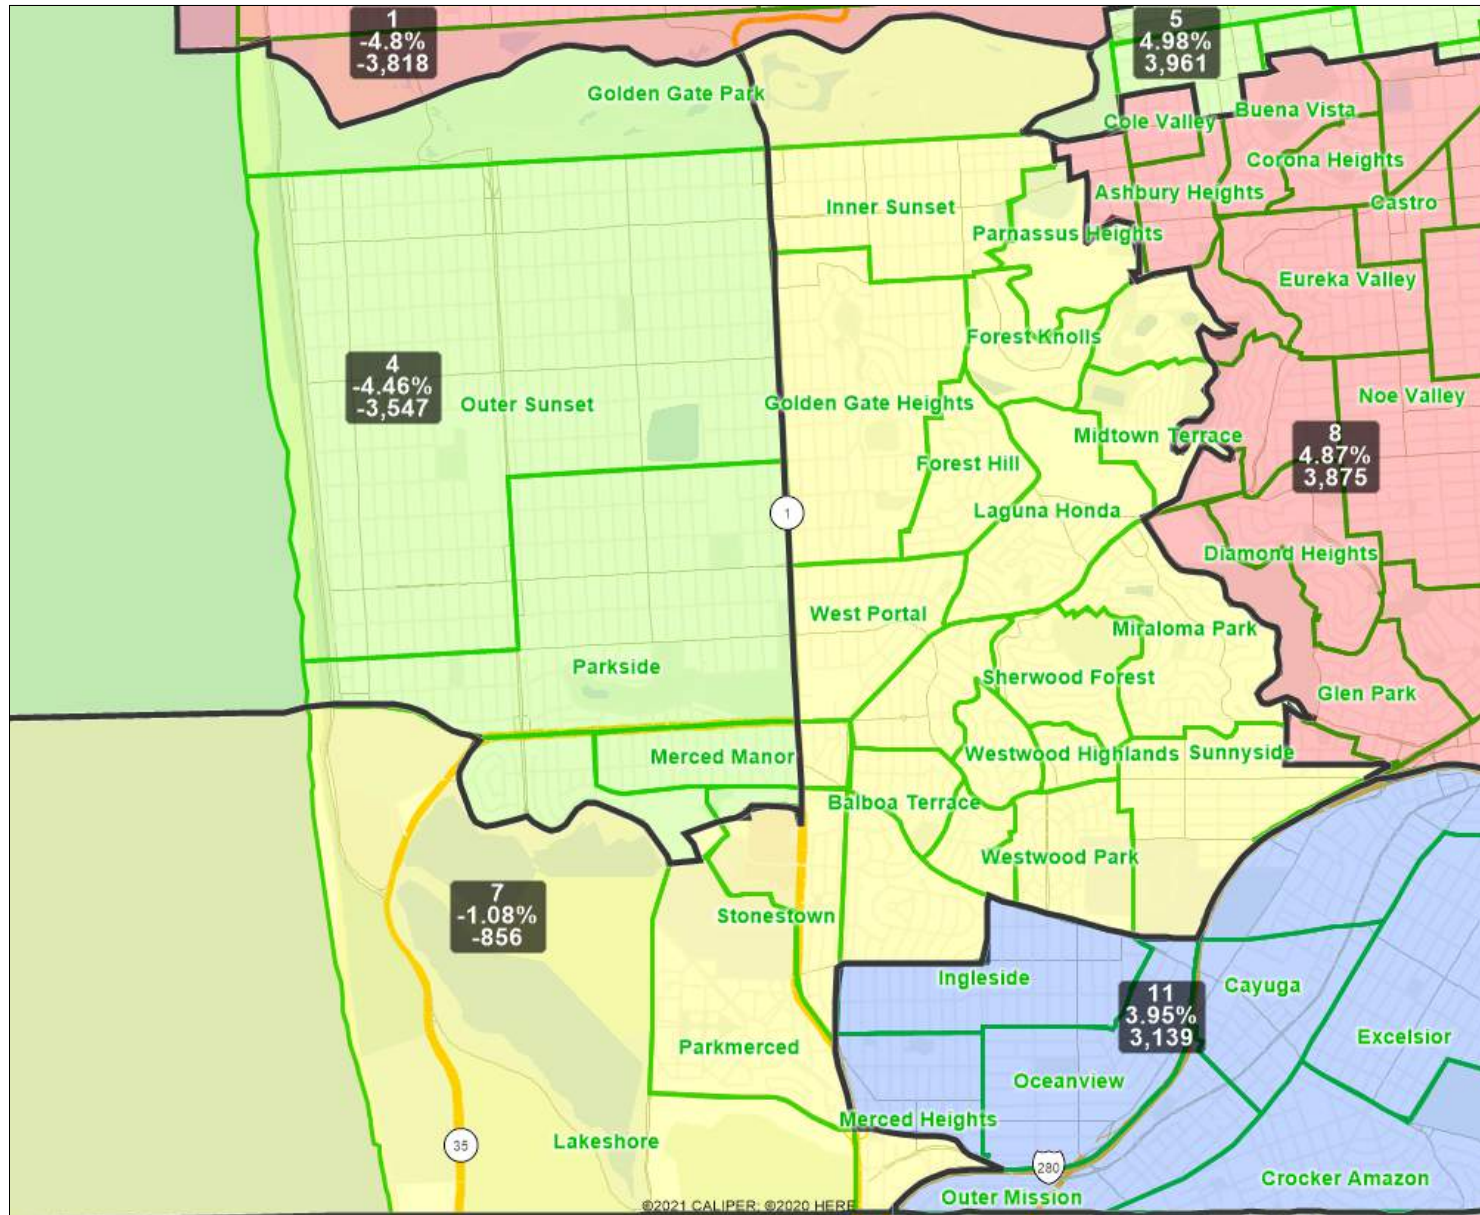 1
-4.8%
-3,818
5
4.98%
3,961
Golden Gate Park
Cole Valley
Buena Vista
Corona Heights
Ashbury Heights
Castro
Inner Sunset
Parnassus Heights
Eureka Valley
Forest Knolls
4
-4.46%
-3,547
Outer Sunset
Golden Gate Heights
Noe Valley
Midtown Terrace
8
4.87%
3,875
Forest Hill
Laguna Honda
1
Diamond Heights
West Portal
Miraloma Park
Parkside
Sherwood Forest
Glen Park
Merced Manor
Westwood Highlands
Sunnyside
Balboa Terrace
Westwood Park
7
-1.08%
-856
Stonestown
Ingleside
Cayuga
11
3.95%
3,139
Parkmerced
Excelsior
Oceanview
Merced Heights
Lakeshore
35
280
Crocker Amazon
Outer Mission
©2021 CALIPER; ©2020 HERE